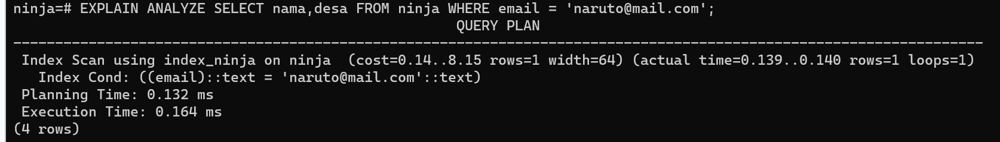 ninja=# EXPLAIN ANALYZE SELECT nama,desa FROM ninja WHERE email = 'naruto@mail.com';
QUERY PLAN
--------------------------------------------------------------------------------------------------------------------
Index Scan using index_ninja on ninja  (cost=0.14..8.15 rows=1 width=64) (actual time=0.139..0.140 rows=1 loops=1)
Index Cond: ((email)::text = 'naruto@mail.com'::text)
Planning Time: 0.132 ms
Execution Time: 0.164 ms
(4 rows)